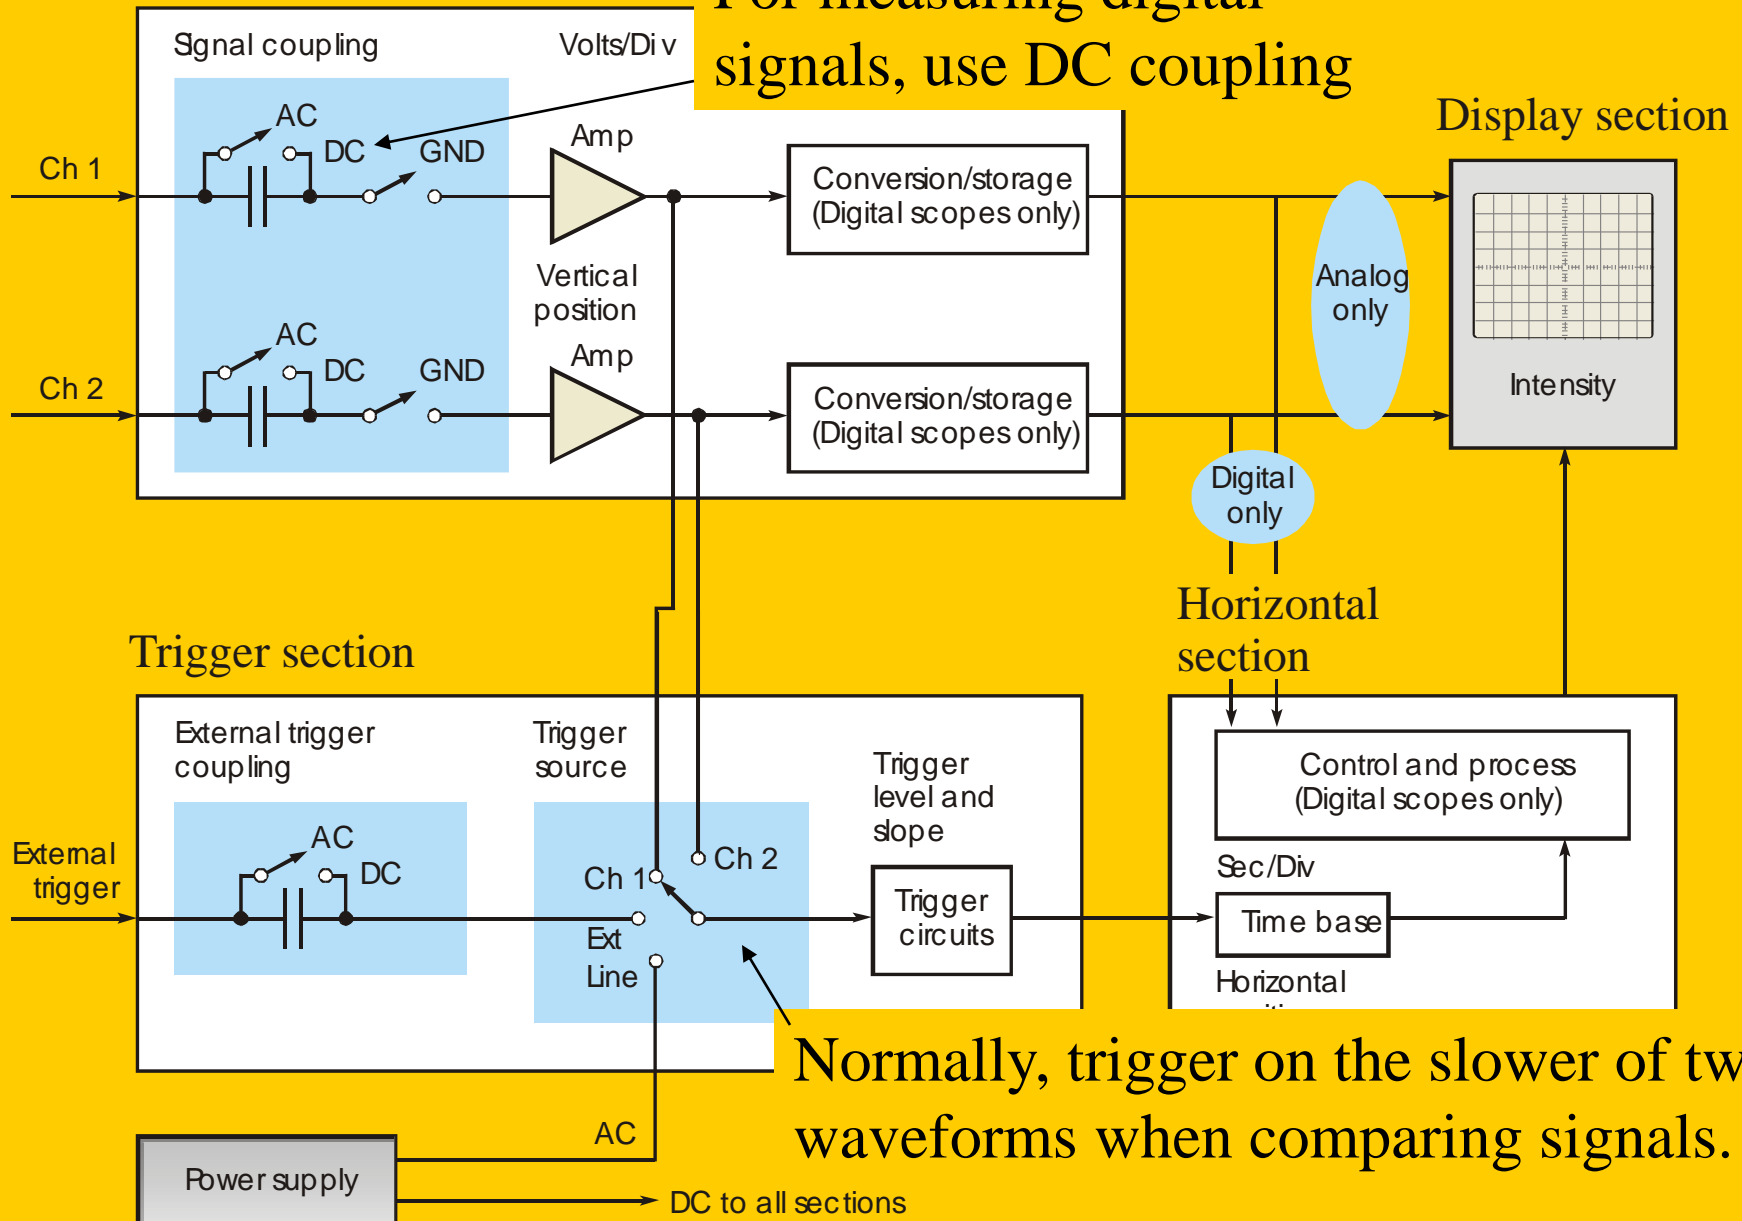 For measuring digital
signals, use DC coupling
Signal coupling
Volts/Div
Display section
AC
DC
GND
Amp
Ch 1
Conversion/storage
(Digital scopes only)
Vertical
position
Analog
only
AC
DC
GND
Amp
Ch 2
Conversion/storage
(Digital scopes only)
Intensity
Digital
only
Horizontal
section
Trigger section
External trigger
coupling
Trigger
source
Trigger
level and
slope
Control and process
(Digital scopes only)
External
trigger
AC
DC
Ch 1
Ch 2
Ext
Line
Trigger
circuits
Sec/Div
Time base
Horizontal
Normally, trigger on the slower of
waveforms when comparing signals.
AC
Power supply
DC to all sections